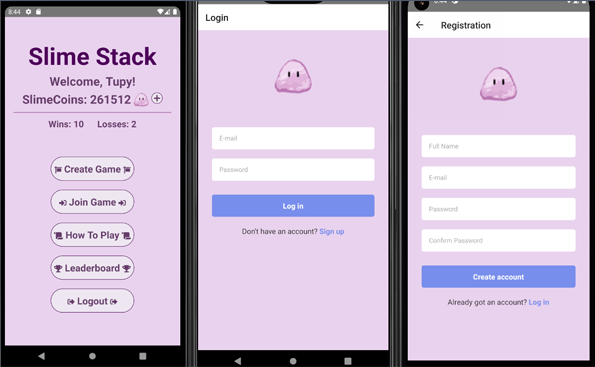 8:44
Slime Stack
Welcome, Tupy!
SlimeCoins: 261512
Wins: 10 Losses: 2
Create Game
Join Game
How To Play
Leaderboard
Logout
Login
E-mail
Password
Log in
Don't have an account? Sign up
Registration
Full Name
E-mail
Password
Confirm Password
Create account
Already got an account? Log in